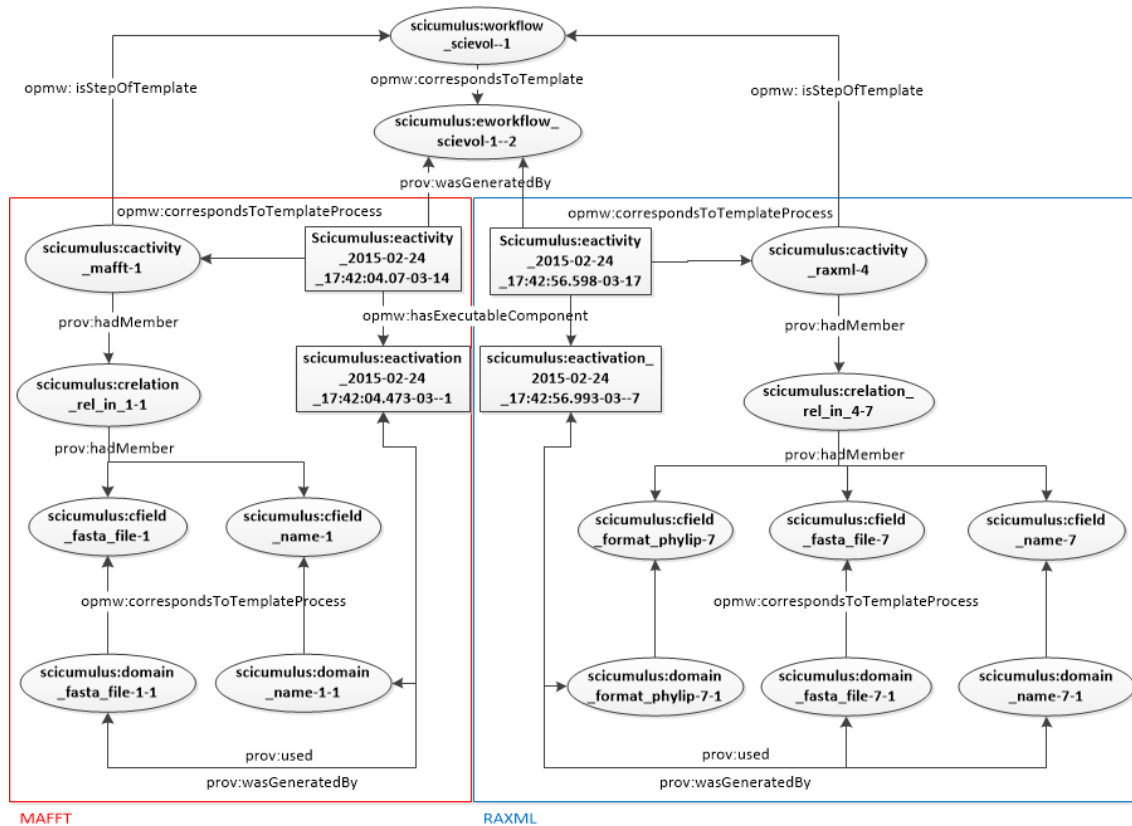 scicumulus:workflow
_scievol--1
opmw:correspondsToTemplate
opmw: isStepOfTemplate
opmw: isStepOfTemplate
scicumulus:eworkflow_
scievol-1--2
prov:wasGeneratedBy
opmw:correspondsToTemplateProcess
opmw:correspondsToTemplateProcess
scicumulus:cactivity
_mafft-1
Scicumulus:eactivity
_2015-02-24
_17:42:04.07-03-14
Scicumulus:eactivity
_2015-02-24
_17:42:56.598-03-17
scicumulus:cactivity
_raxml-4
opmw:hasExecutableComponent
prov:hadMember
prov:hadMember
scicumulus:crelation
_rel_in_1-1
scicumulus:eactivation
_2015-02-24
_17:42:04.473-03--1
scicumulus:eactivation_
2015-02-24
_17:42:56.993-03--7
scicumulus:crelation_
rel_in_4-7
prov:hadMember
prov:hadMember
scicumulus:cfield
_fasta_file-1
scicumulus:cfield
_name-1
scicumulus:cfield
_format_phylip-7
scicumulus:cfield
_fasta_file-7
scicumulus:cfield
_name-7
opmw:correspondsToTemplateProcess
opmw:correspondsToTemplateProcess
scicumulus:domain
_fasta_file-1-1
scicumulus:domain
_name-1-1
scicumulus:domain
_format_phylip-7-1
scicumulus:domain
_fasta_file-7-1
scicumulus:domain
_name-7-1
prov:used
prov:wasGeneratedBy
prov:used
prov:wasGeneratedBy
MAFFT
RAXML